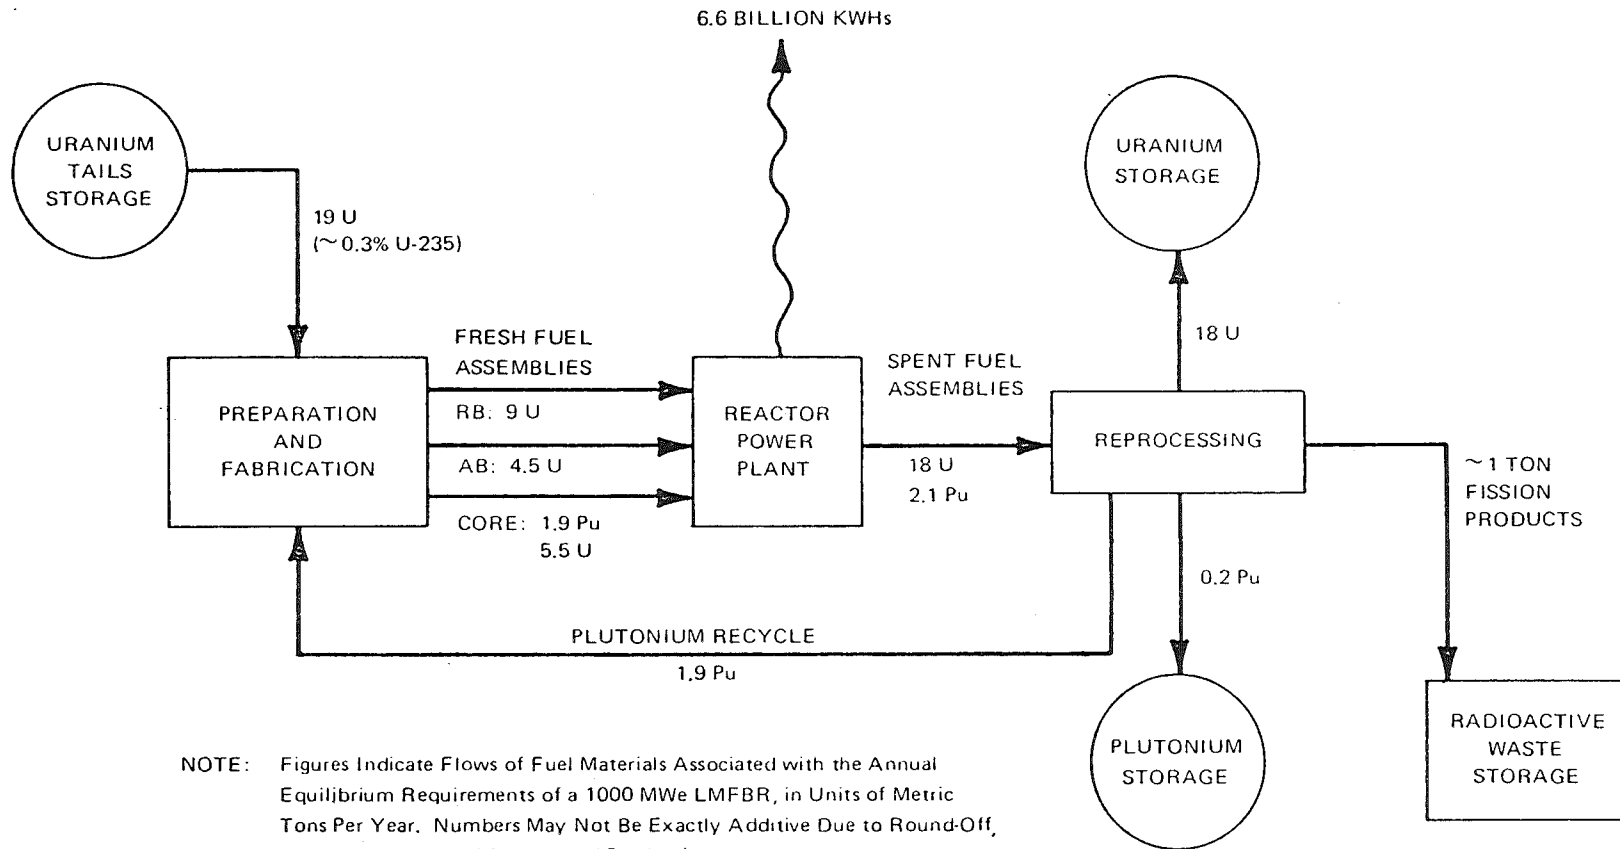 6.6 BILLION KWHs
URANIUM
TAILS
STORAGE
19 U
(~0.3% U-235)
URANIUM
STORAGE
18 U
FRESH FUEL
ASSEMBLIES
RB: 9 U
AB: 4.5 U
CORE: 1.9 Pu
5.5 U
PREPARATION
AND
FABRICATION
REACTOR
POWER
PLANT
SPENT FUEL
ASSEMBLIES
18 U
2.1 Pu
REPROCESSING
~1 TON
FISSION
PRODUCTS
0.2 Pu
PLUTONIUM RECYCLE
1.9 Pu
PLUTONIUM
STORAGE
RADIOACTIVE
WASTE
STORAGE
NOTE: Figures Indicate Flows of Fuel Materials Associated with the Annual
Equilibrium Requirements of a 1000 MWe LMFBR, in Units of Metric
Tons Per Year. Numbers May Not Be Exactly Additive Due to Round-Off,